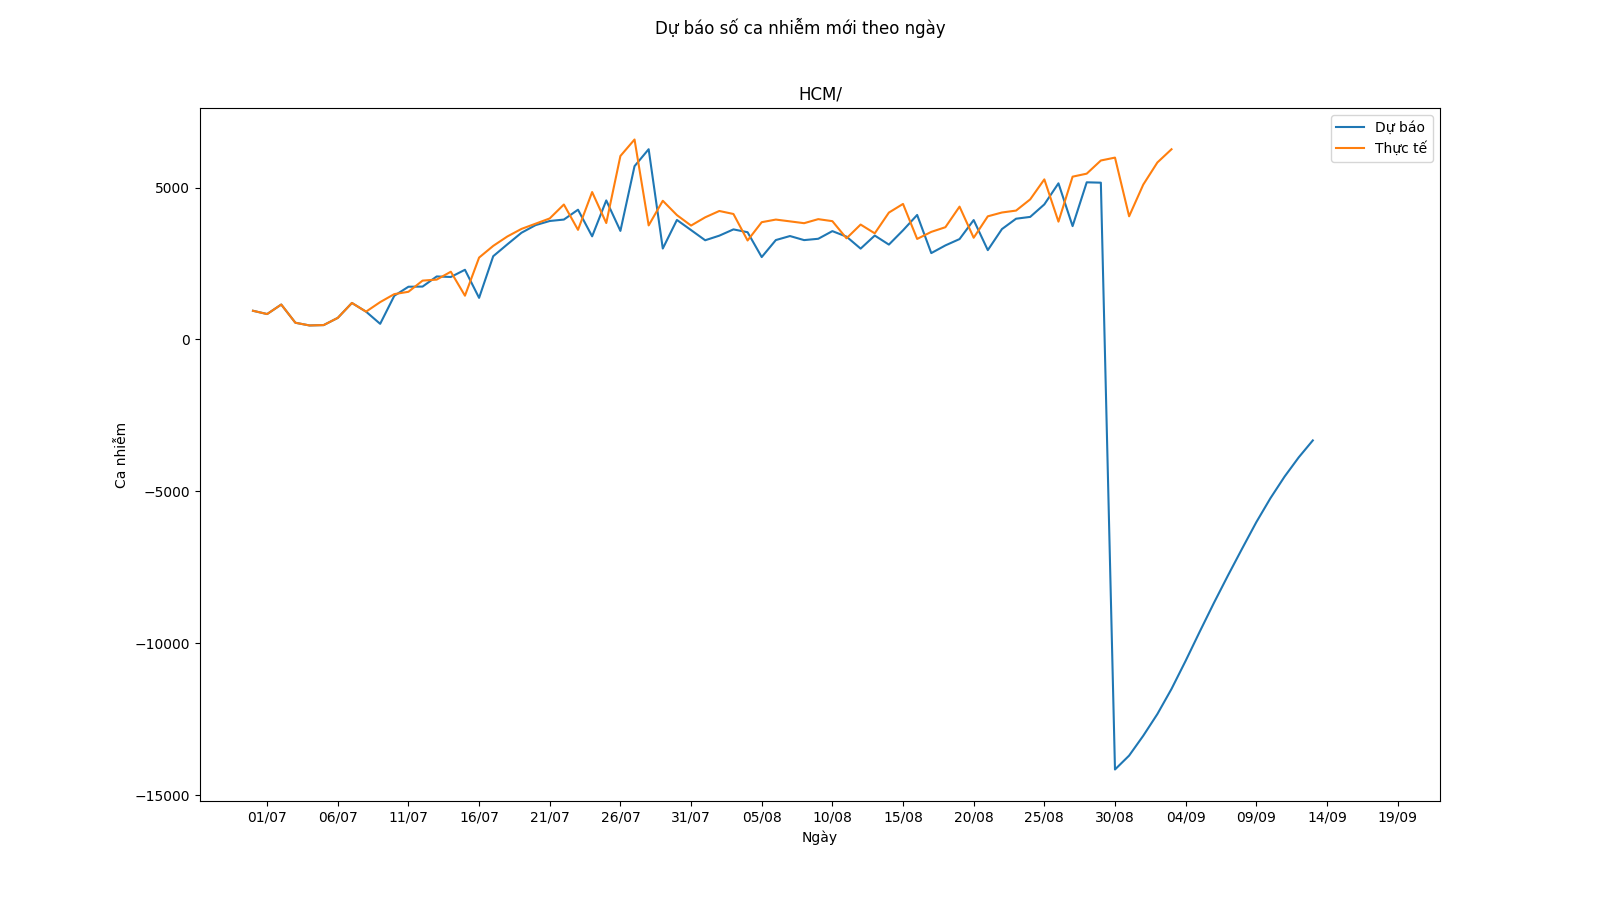 Dự báo số ca nhiễm mới theo ngày
HCM/
Dự báo
Thực tế
Ca nhiễm
5000
0
−5000
−10000
−15000
01/07 06/07 11/07 16/07 21/07 26/07 31/07 05/08 10/08 15/08 20/08 25/08 30/08 04/09 09/09 14/09 19/09
Ngày